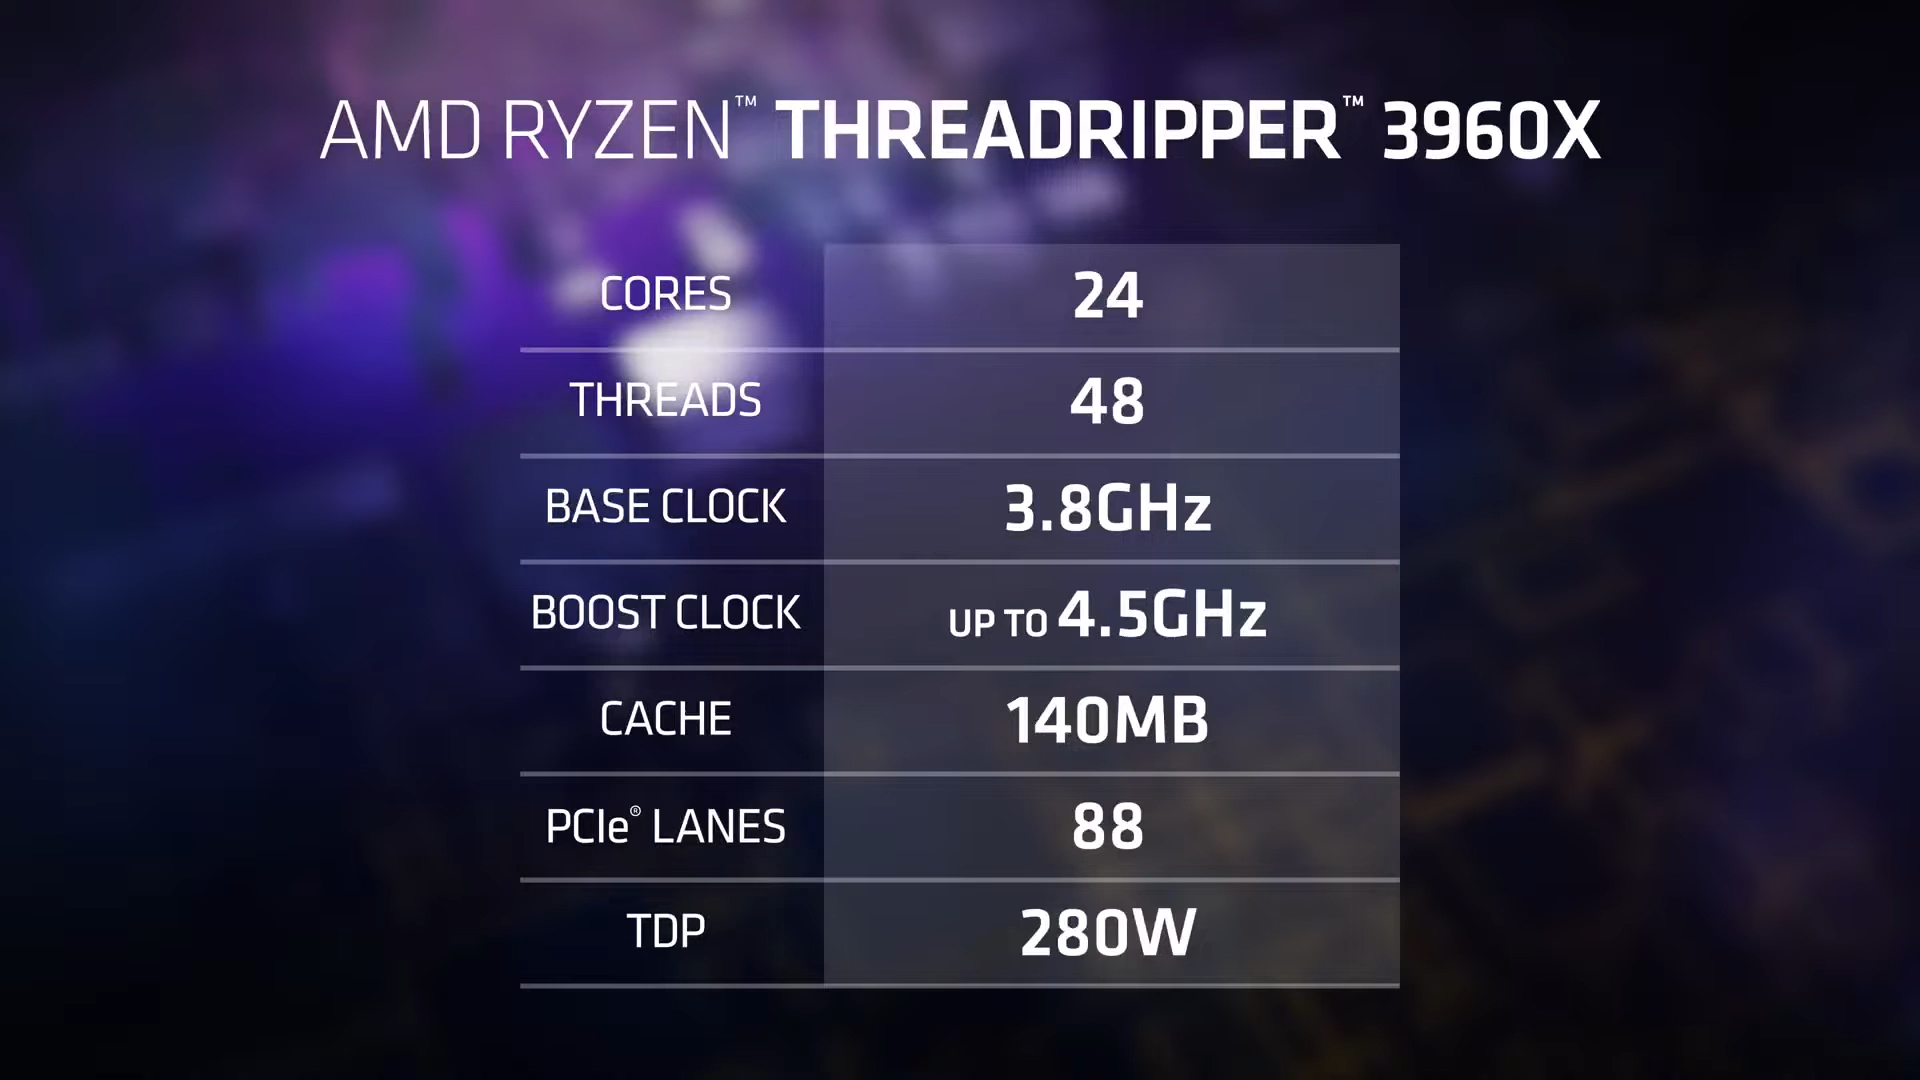 AMD RYZEN™ THREADRIPPER™ 3960X
CORES 24
THREADS 48
BASE CLOCK 3.8GHz
BOOST CLOCK UP TO 4.5GHz
CACHE 140MB
PCIe® LANES 88
TDP 280W